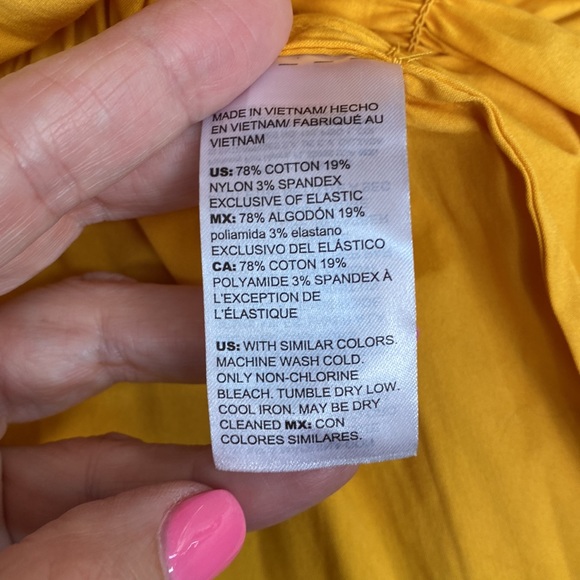 MADE IN VIETNAM/ HECHO
EN VIETNAM/ FABRIQUÉ AU
VIETNAM
US: 78% COTTON 19%
NYLON 3% SPANDEX
EXCLUSIVE OF ELASTIC
MX: 78% ALGODÓN 19%
poliamida 3% elastano
EXCLUSIVO DEL ELÁSTICO
CA: 78% COTON 19%
POLYAMIDE 3% SPANDEX À
L'EXCEPTION DE
L'ÉLASTIQUE
US: WITH SIMILAR COLORS.
MACHINE WASH COLD.
ONLY NON-CHLORINE
BLEACH. TUMBLE DRY LOW.
COOL IRON. MAY BE DRY
CLEANED MX: CON
COLORES SIMILARES.